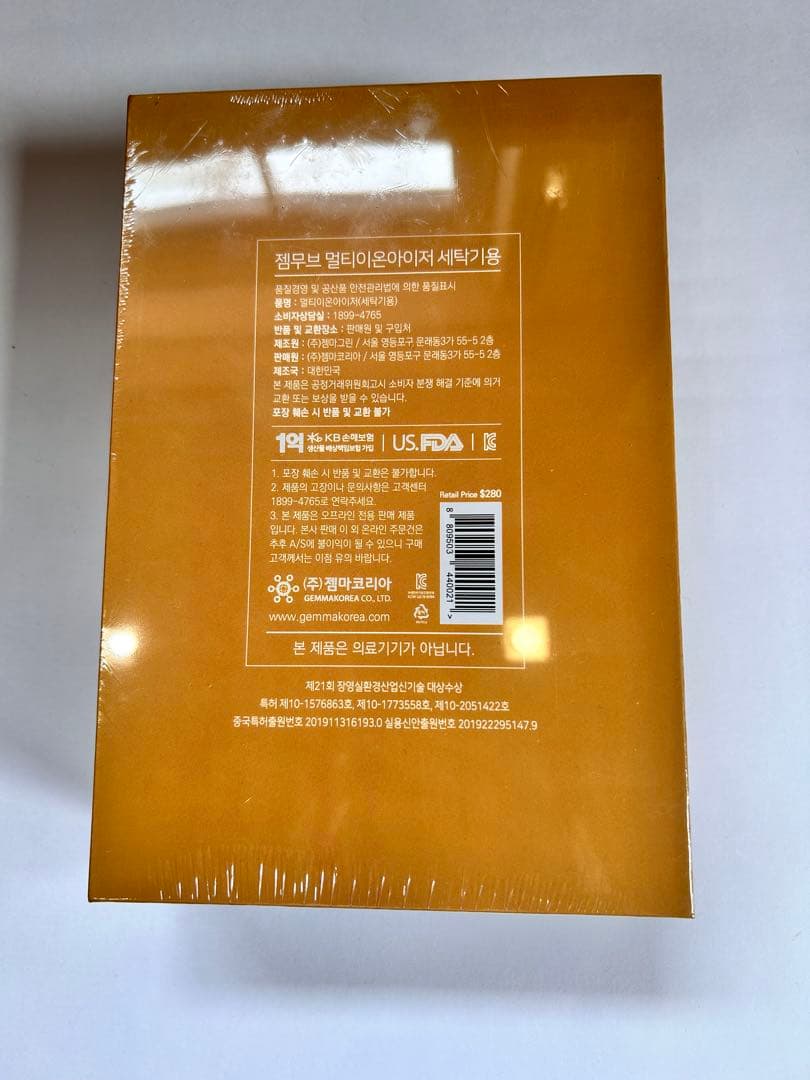 젬무브 멀티이온아이저 세탁기용
품질경영 및 공산품 안전관리법에 의한 품질표시
품명 : 멀티이온아이저(세탁기용)
소비자상담실 : 1899-4765
반품 및 교환장소 : 판매원 및 구입처
제조원 : (주)젬마그린 / 서울 영등포구 문래동3가 55-5 2층
판매원 : (주)젬마코리아 / 서울 영등포구 문래동3가 55-5 2층
제조국 : 대한민국
본 제품은 공정거래위원회고시 소비자 분쟁 해결 기준에 의거
교환 또는 보상을 받을 수 있습니다.
포장 훼손 시 반품 및 교환 불가
1억 KB손해보험
생산물 배상책임보험 가입
US.FDA
1. 포장 훼손 시 반품 및 교환은 불가합니다.
2. 제품의 고장이나 문의사항은 고객센터
1899-4765로 연락주세요.
3. 본 제품은 오프라인 전용 판매 제품
입니다. 본사 판매 이 외 온라인 주문건은
추후 A/S에 불이익이 될 수 있으니 구매
고객께서는 이점 유의 바랍니다.
Retail Price $280
8 809503 440021 >
(주)젬마코리아
GEMMAKOREA CO., LTD.
www.gemmakorea.com
본 제품은 의료기기가 아닙니다.
제21회 장영실환경산업신기술 대상수상
특허 제10-1576863호, 제10-1773558호, 제10-2051422호
중국특허출원번호 201911316193.0 실용신안출원번호 201922295147.9